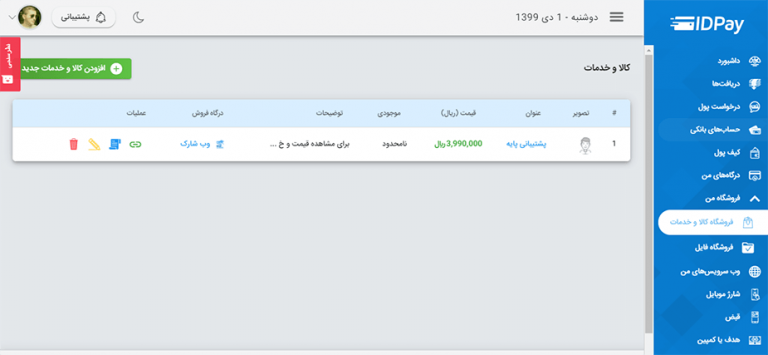 IDPay
دوشنبه - 1 دی 1399
پشتیبانی
نظرسنجی
داشبورد
دریافت‌ها
درخواست پول
حساب‌های بانکی
کیف پول
درگاه‌های من
فروشگاه من
فروشگاه کالا و خدمات
فروشگاه فایل
وب سرویس‌های من
شارژ موبایل
قبض
هدف یا کمپین
کالا و خدمات
افزودن کالا و خدمات جدید
# تصویر عنوان قیمت (ریال) موجودی توضیحات درگاه فروش عملیات
1 پشتیبانی پایه 3,990,000 ریال نامحدود برای مشاهده قیمت و خ ... وب شارک